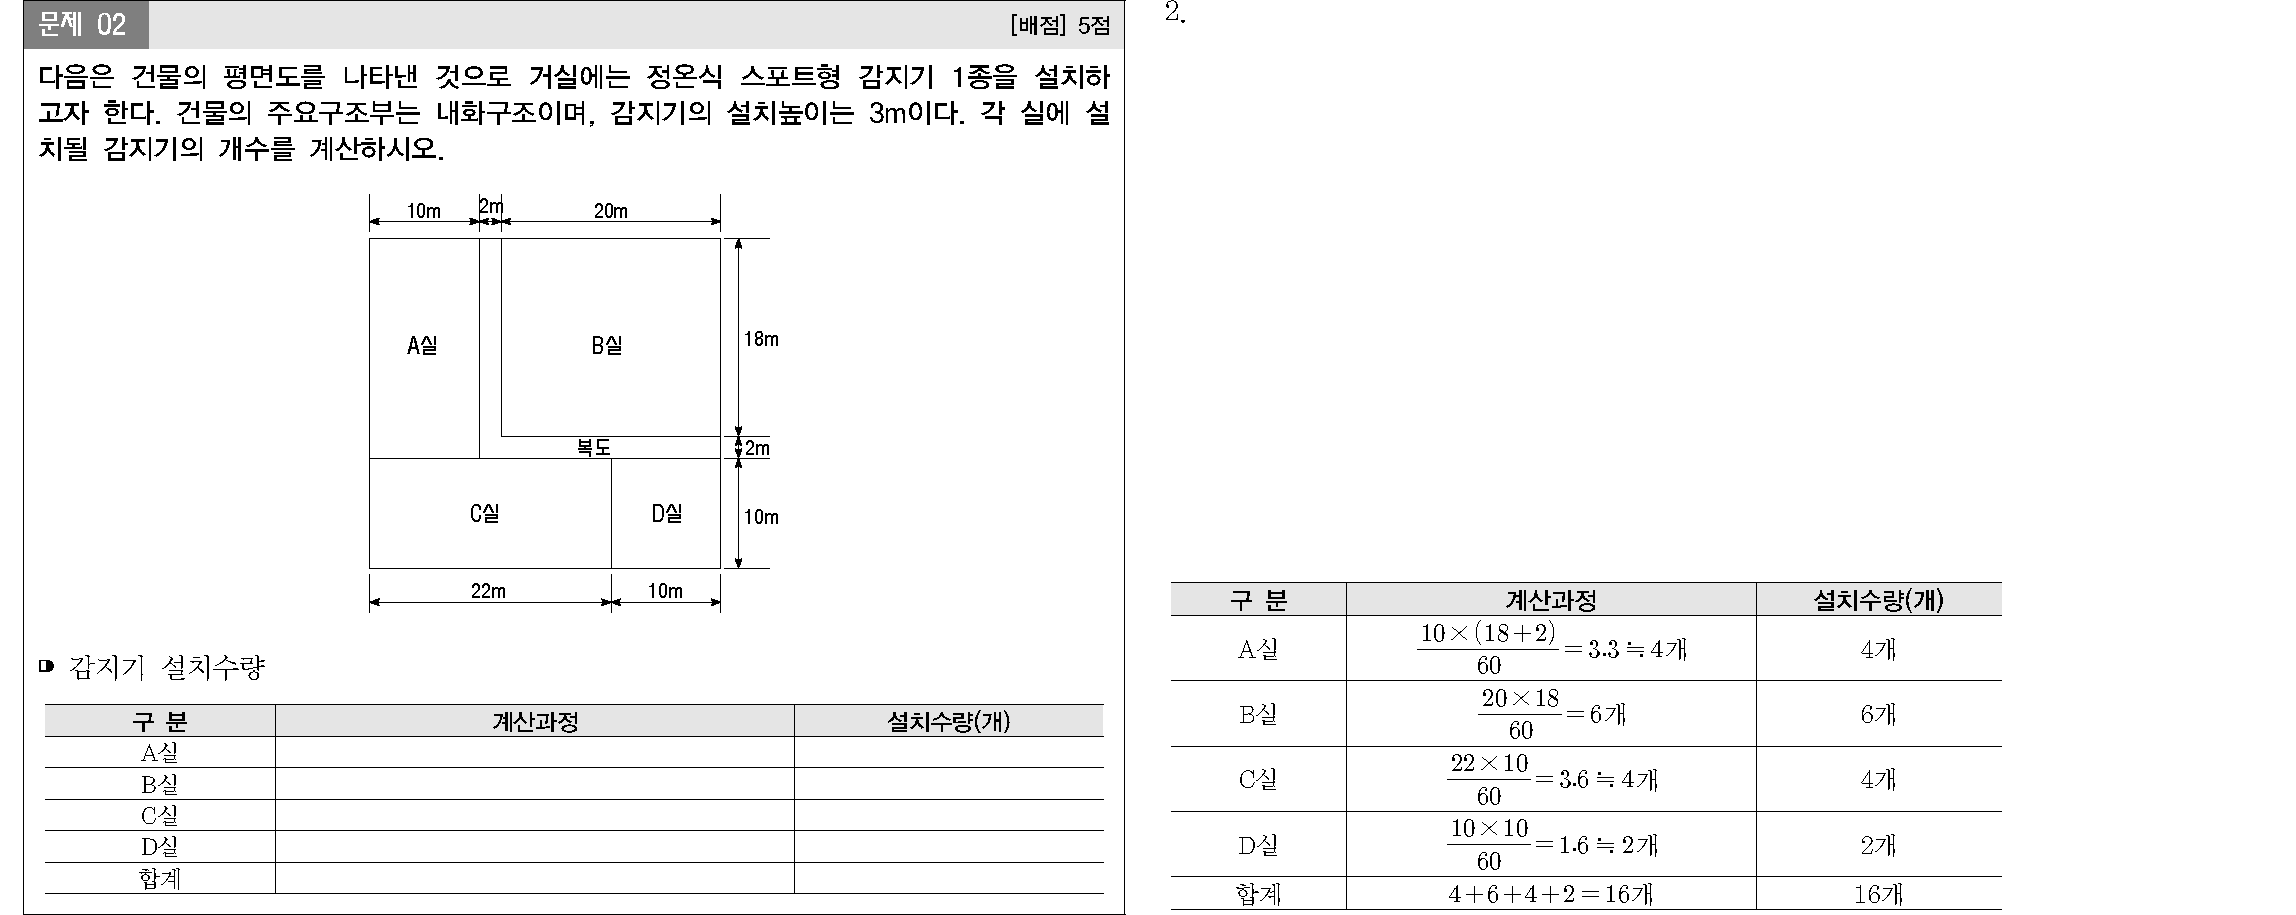 문제 02 [배점] 5점
다음은 건물의 평면도를 나타낸 것으로 거실에는 정온식 스포트형 감지기 1종을 설치하
고자 한다. 건물의 주요구조부는 내화구조이며, 감지기의 설치높이는 3m이다. 각 실에 설
치될 감지기의 개수를 계산하시오.
10m 2m 20m
A실 B실 18m
복도 2m
C실 D실 10m
22m 10m
감지기 설치수량
구 분 계산과정 설치수량(개)
A실
B실
C실
D실
합계
2.
구 분 계산과정 설치수량(개)
A실 10×(18+2)/60=3.3≒4개 4개
B실 20×18/60=6개 6개
C실 22×10/60=3.6≒4개 4개
D실 10×10/60=1.6≒2개 2개
합계 4+6+4+2=16개 16개